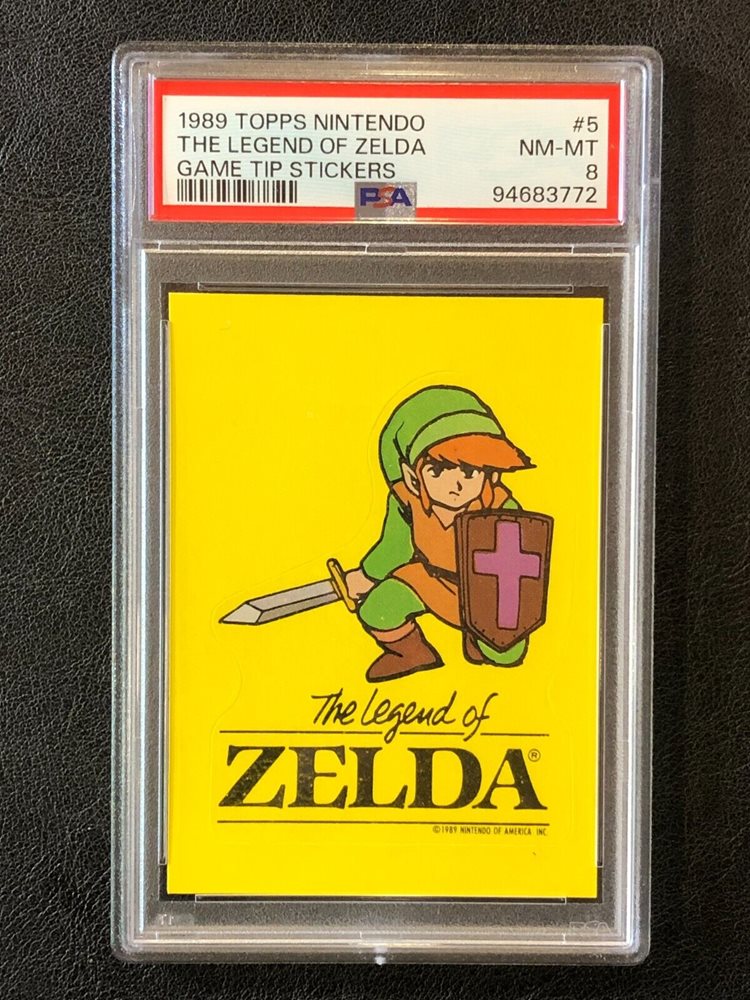 1989 TOPPS NINTENDO #5
THE LEGEND OF ZELDA NM-MT
GAME TIP STICKERS 8
PSA 94683772
The Legend of
ZELDA®
©1989 NINTENDO OF AMERICA INC.
PSA